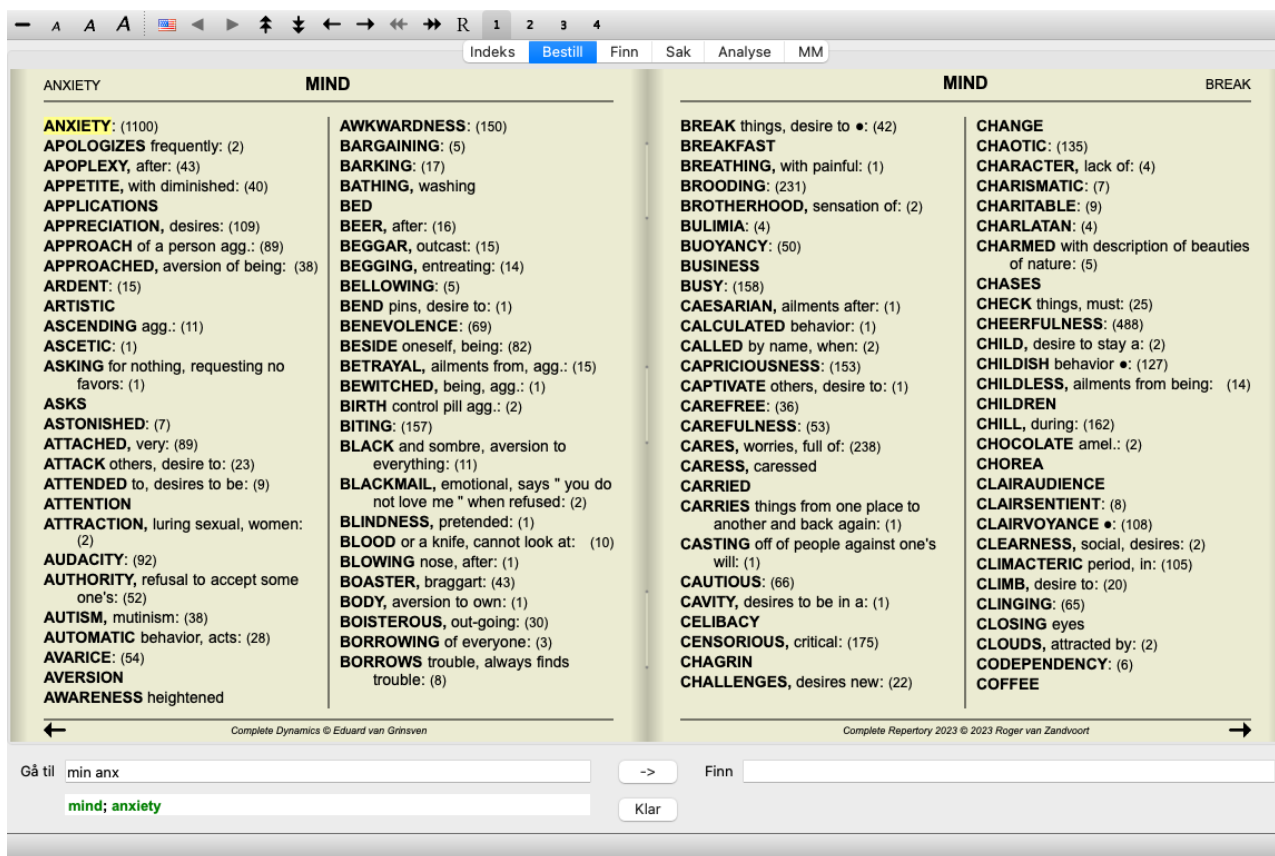 A A A R 1 2 3 4
Indeks Bestill Finn Sak Analyse MM
ANXIETY MIND
ANXIETY: (1100)
APOLOGIZES frequently: (2)
APOPLEXY, after: (43)
APPETITE, with diminished: (40)
APPLICATIONS
APPRECIATION, desires: (109)
APPROACH of a person agg.: (89)
APPROACHED, aversion of being: (38)
ARDENT: (15)
ARTISTIC
ASCENDING agg.: (11)
ASCETIC: (1)
ASKING for nothing, requesting no
favors: (1)
ASKS
ASTONISHED: (7)
ATTACHED, very: (89)
ATTACK others, desire to: (23)
ATTENDED to, desires to be: (9)
ATTENTION
ATTRACTION, luring sexual, women:
(2)
AUDACITY: (92)
AUTHORITY, refusal to accept some
one's: (52)
AUTISM, mutinism: (38)
AUTOMATIC behavior, acts: (28)
AVARICE: (54)
AVERSION
AWARENESS heightened
AWKWARDNESS: (150)
BARGAINING: (5)
BARKING: (17)
BATHING, washing
BED
BEER, after: (16)
BEGGAR, outcast: (15)
BEGGING, entreating: (14)
BELLOWING: (5)
BEND pins, desire to: (1)
BENEVOLENCE: (69)
BESIDE oneself, being: (82)
BETRAYAL, ailments from, agg.: (15)
BEWITCHED, being, agg.: (1)
BIRTH control pill agg.: (2)
BITING: (157)
BLACK and sombre, aversion to
everything: (11)
BLACKMAIL, emotional, says " you do
not love me " when refused: (2)
BLINDNESS, pretended: (1)
BLOOD or a knife, cannot look at: (10)
BLOWING nose, after: (1)
BOASTER, braggart: (43)
BODY, aversion to own: (1)
BOISTEROUS, out-going: (30)
BORROWING of everyone: (3)
BORROWS trouble, always finds
trouble: (8)
Complete Dynamics © Eduard van Grinsven
MIND BREAK
BREAK things, desire to ●: (42)
BREAKFAST
BREATHING, with painful: (1)
BROODING: (231)
BROTHERHOOD, sensation of: (2)
BULIMIA: (4)
BUOYANCY: (50)
BUSINESS
BUSY: (158)
CAESARIAN, ailments after: (1)
CALCULATED behavior: (1)
CALLED by name, when: (2)
CAPRICIOUSNESS: (153)
CAPTIVATE others, desire to: (1)
CAREFREE: (36)
CAREFULNESS: (53)
CARES, worries, full of: (238)
CARESS, caressed
CARRIED
CARRIES things from one place to
another and back again: (1)
CASTING off of people against one's
will: (1)
CAUTIOUS: (66)
CAVITY, desires to be in a: (1)
CELIBACY
CENSORIOUS, critical: (175)
CHAGRIN
CHALLENGES, desires new: (22)
CHANGE
CHAOTIC: (135)
CHARACTER, lack of: (4)
CHARISMATIC: (7)
CHARITABLE: (9)
CHARLATAN: (4)
CHARMED with description of beauties
of nature: (5)
CHASES
CHECK things, must: (25)
CHEERFULNESS: (488)
CHILD, desire to stay a: (2)
CHILDISH behavior ●: (127)
CHILDLESS, ailments from being: (14)
CHILDREN
CHILL, during: (162)
CHOCOLATE amel.: (2)
CHOREA
CLAIRAUDIENCE
CLAIRSENTIENT: (8)
CLAIRVOYANCE ●: (108)
CLEARNESS, social, desires: (2)
CLIMACTERIC period, in: (105)
CLIMB, desire to: (20)
CLINGING: (65)
CLOSING eyes
CLOUDS, attracted by: (2)
CODEPENDENCY: (6)
COFFEE
Complete Repertory 2023 © 2023 Roger van Zandvoort
Gå til min anx -> Finn
mind; anxiety Klar